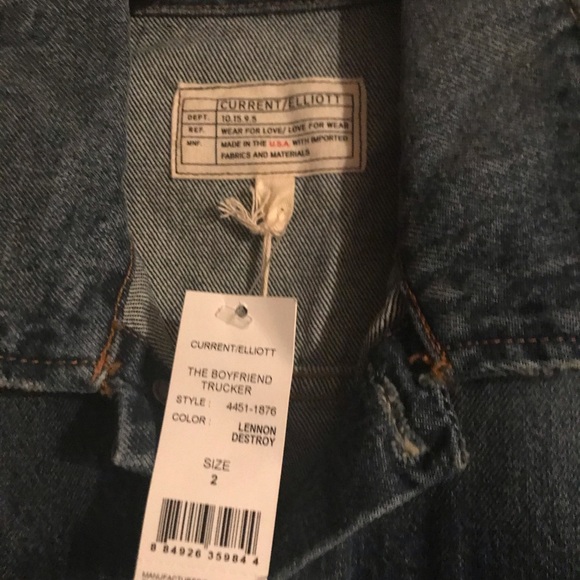 CURRENT/ELLIOTT
DEPT. 10.15.9.5
REF. WEAR FOR LOVE/ LOVE FOR WEAR
MNF. MADE IN THE U.S.A. WITH IMPORTED
FABRICS AND MATERIALS
CURRENT/ELLIOTT
THE BOYFRIEND
TRUCKER
STYLE : 4451-1876
COLOR : LENNON
DESTROY
SIZE
2
8 84926 35984 4